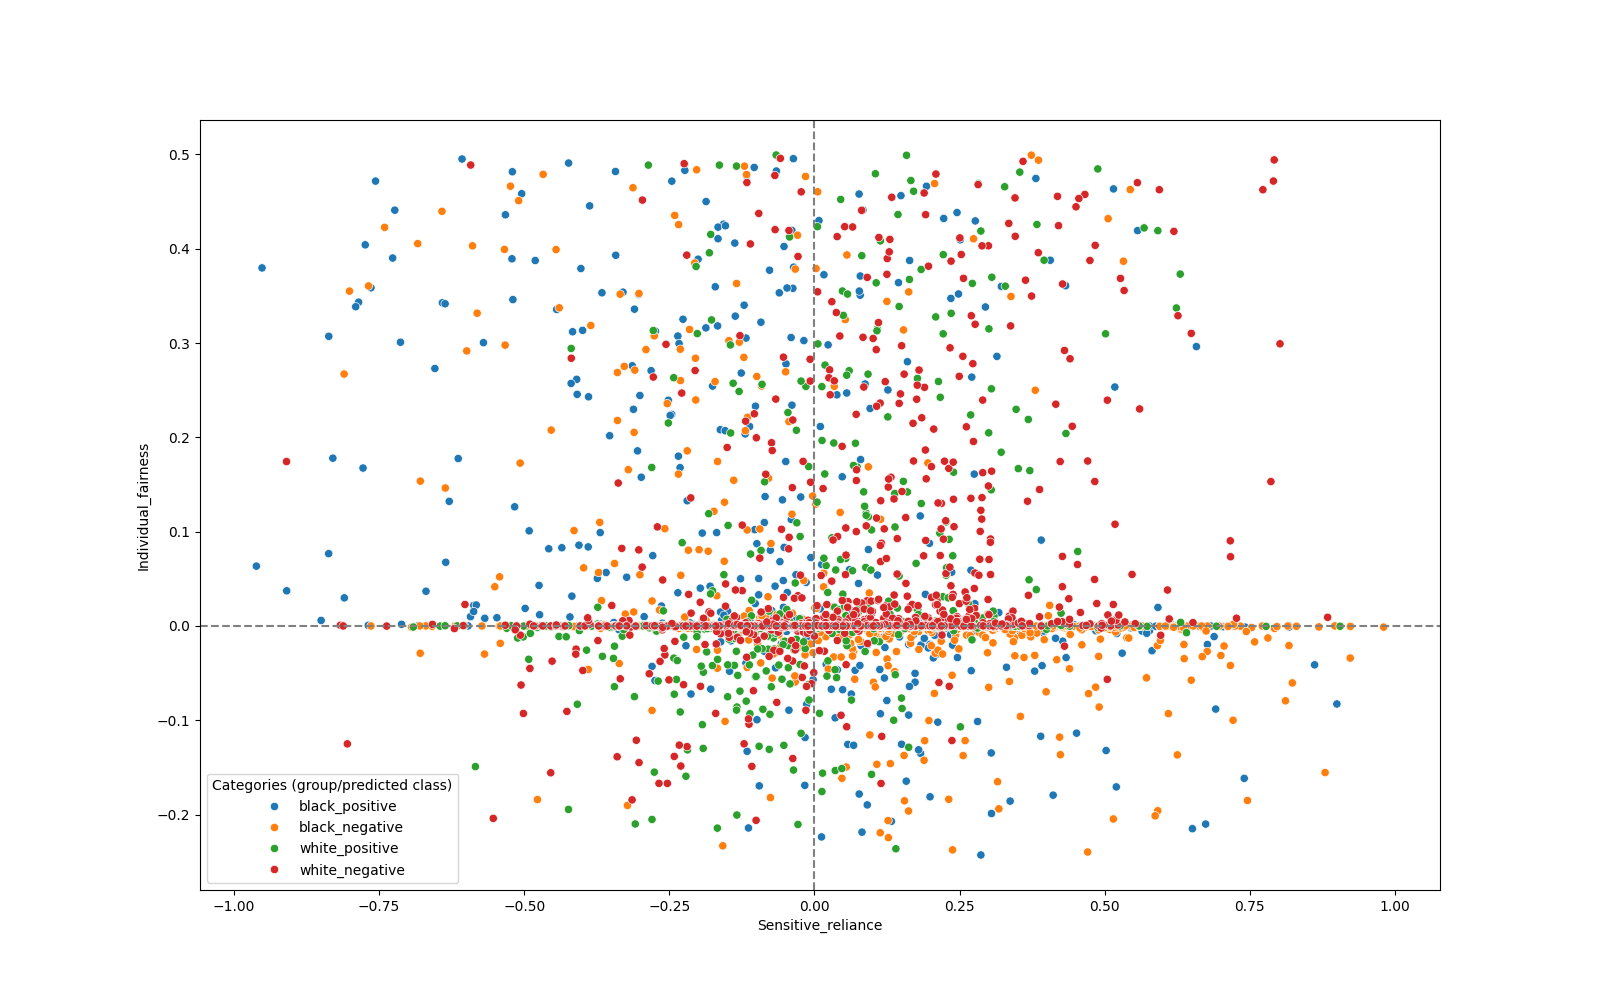 0.5
0.4
0.3
0.2
0.1
0.0
−0.1
−0.2
Individual_fairness
Categories (group/predicted class)
black_positive
black_negative
white_positive
white_negative
−1.00
−0.75
−0.50
−0.25
0.00
0.25
0.50
0.75
1.00
Sensitive_reliance